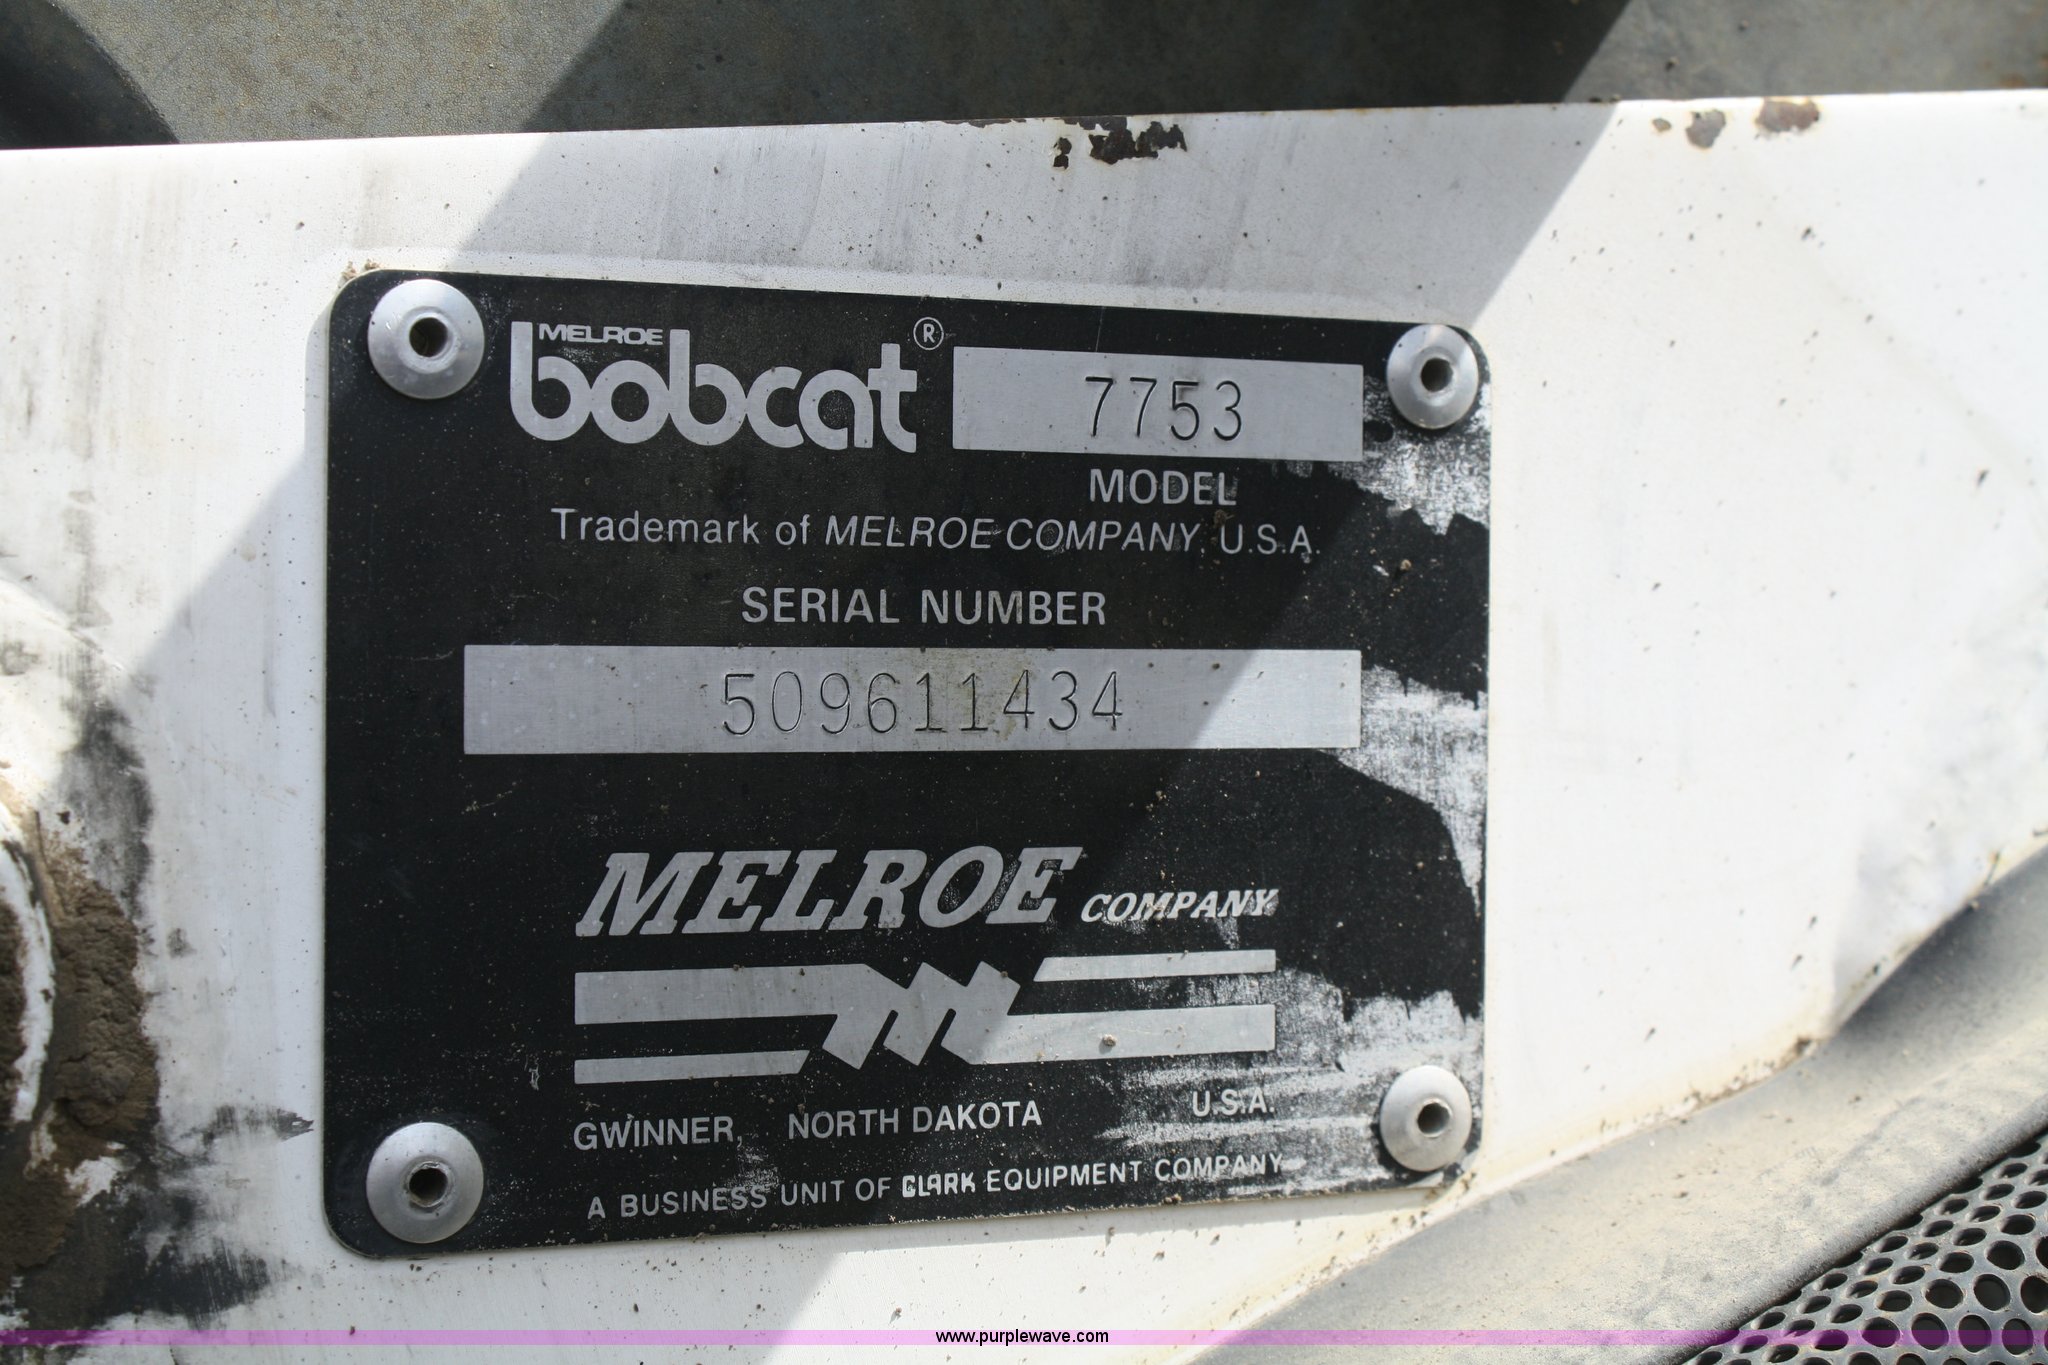 MELROE
bobcat ® 7753
MODEL
Trademark of MELROE COMPANY, U.S.A.
SERIAL NUMBER
509611434
MELROE COMPANY
GWINNER, NORTH DAKOTA U.S.A.
A BUSINESS UNIT OF CLARK EQUIPMENT COMPANY
www.purplewave.com